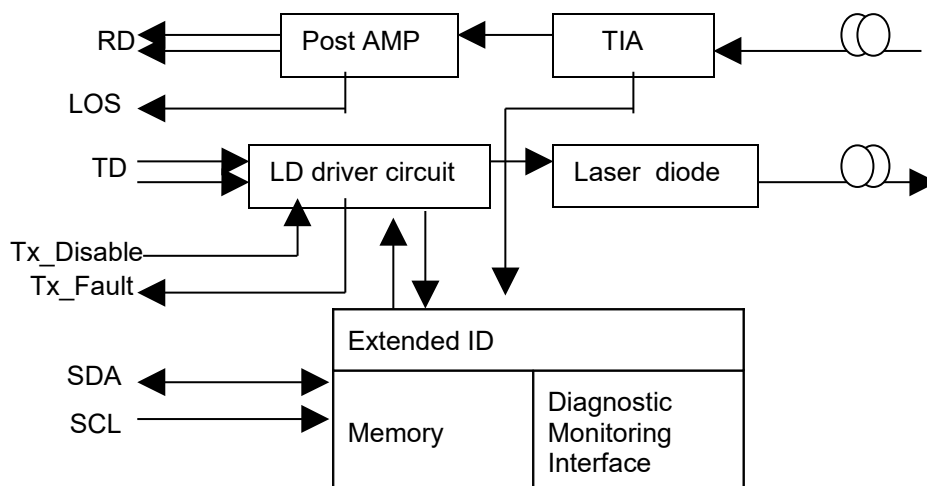 RD
Post AMP
TIA
LOS
TD
LD driver circuit
Laser diode
Tx_Disable
Tx_Fault
Extended ID
SDA
SCL
Memory
Diagnostic
Monitoring
Interface